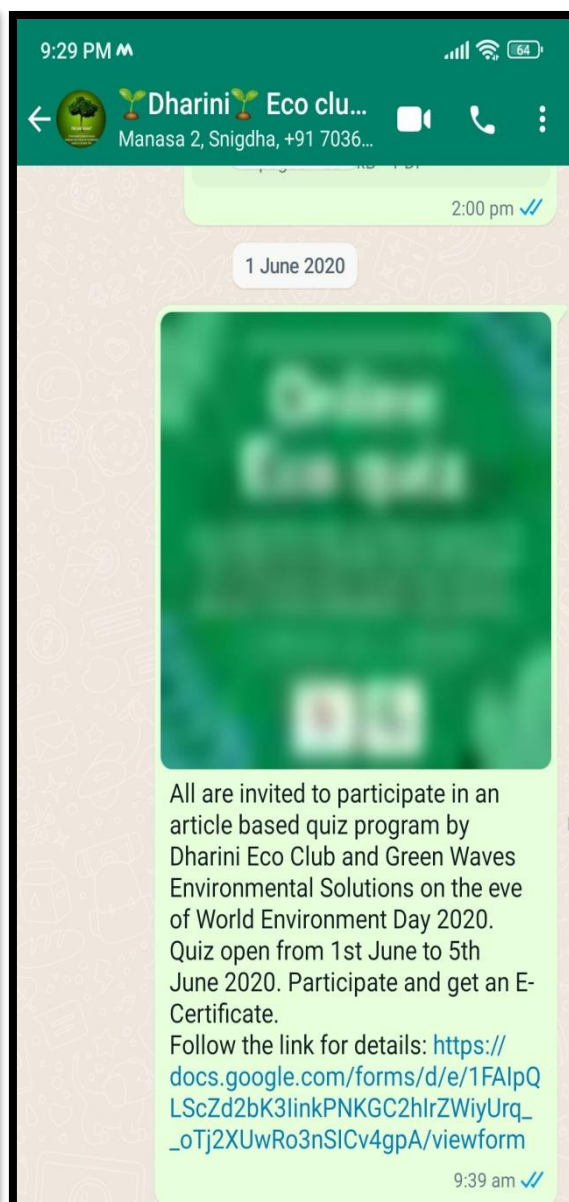 9:29 PM
64
🌱Dharini🌱 Eco clu...
Manasa 2, Snigdha, +91 7036...
2:00 pm
1 June 2020
Online
Eco quiz
All are invited to participate in an
article based quiz program by
Dharini Eco Club and Green Waves
Environmental Solutions on the eve
of World Environment Day 2020.
Quiz open from 1st June to 5th
June 2020. Participate and get an E-
Certificate.
Follow the link for details: https://
docs.google.com/forms/d/e/1FAIpQ
LScZd2bK3IinkPNKGC2hIrZWiyUrq_
_oTj2XUwRo3nSICv4gpA/viewform
9:39 am